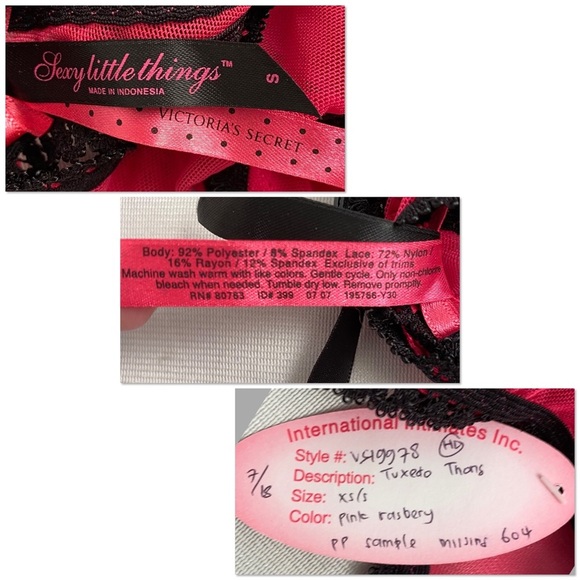 Sexy little things™
S
MADE IN INDONESIA
VICTORIA'S SECRET
Body: 92% Polyester / 8% Spandex Lace: 72% Nylon /
16% Rayon / 12% Spandex Exclusive of trims
Machine wash warm with like colors. Gentle cycle. Only non-chlorine
bleach when needed. Tumble dry low. Remove promptly.
RN# 80763 ID# 399 07 07 195756-Y30
International Intimates Inc.
Style #: VS19978 HD
7/18
Description: Tuxedo Thong
Size: xs/s
Color: pink rasbery
PP sample missing 604